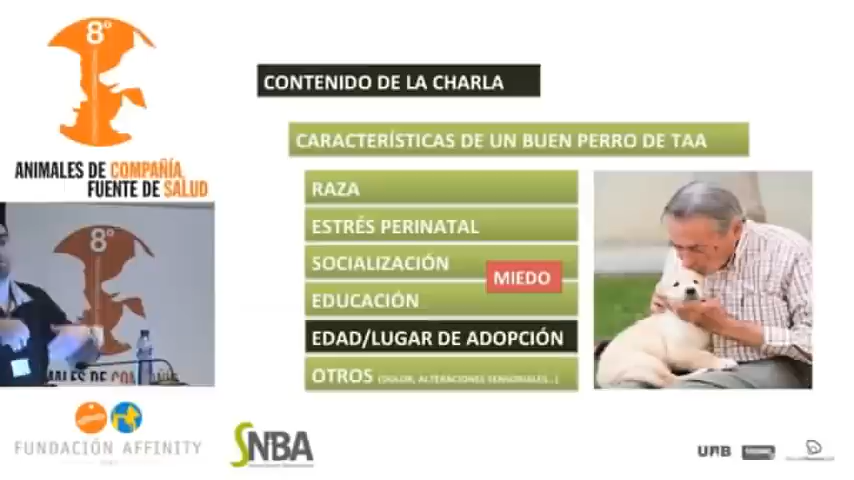 8º
ANIMALES DE COMPAÑÍA,
FUENTE DE SALUD
CONTENIDO DE LA CHARLA
CARACTERÍSTICAS DE UN BUEN PERRO DE TAA
RAZA
ESTRÉS PERINATAL
SOCIALIZACIÓN
MIEDO
EDUCACIÓN
EDAD/LUGAR DE ADOPCIÓN
OTROS (DOLOR, ALTERACIONES SENSORIALES...)
8º
FUNDACIÓN AFFINITY
SNBA
UAB